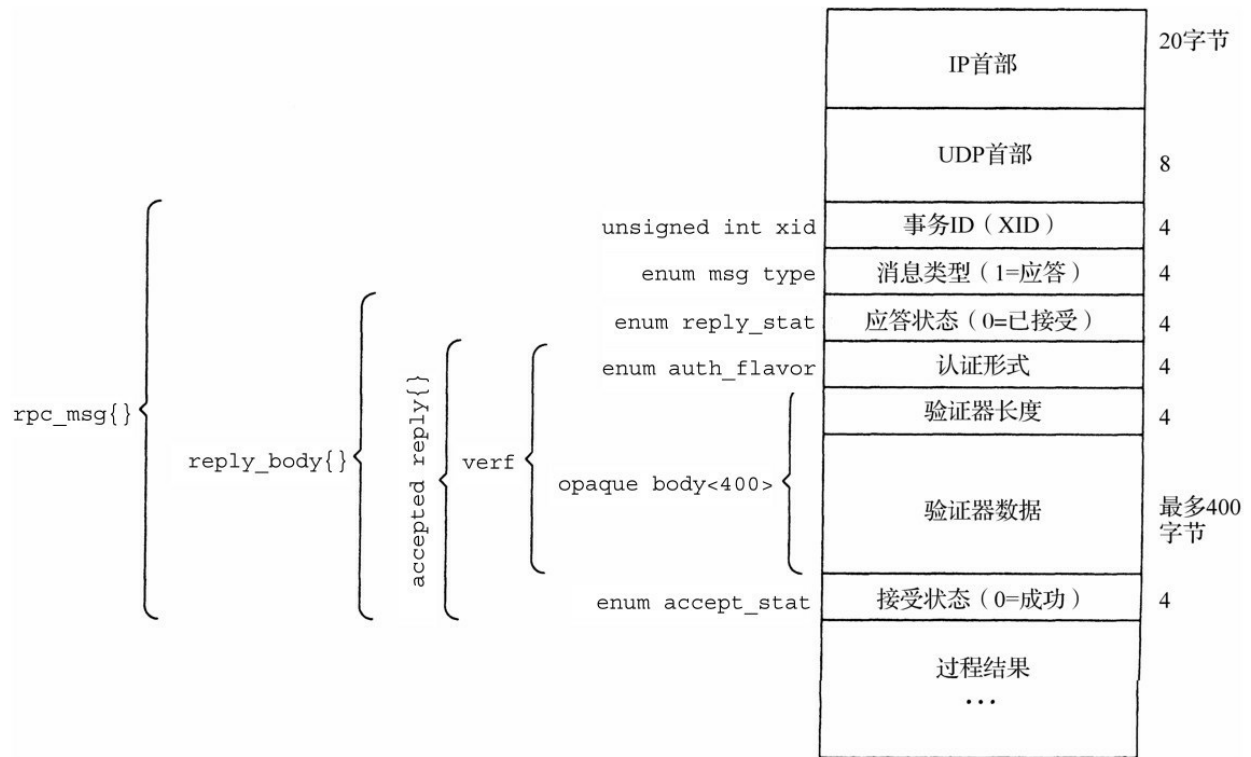 20字节
IP首部
UDP首部
8
unsigned int xid
事务ID（XID）
4
enum msg type
消息类型（1=应答）
4
enum reply_stat
应答状态（0=已接受）
4
enum auth_flavor
认证形式
4
rpc_msg{}
验证器长度
4
reply_body{}
accepted reply{}
verf
opaque body<400>
验证器数据
最多400
字节
enum accept_stat
接受状态（0=成功）
4
过程结果
...